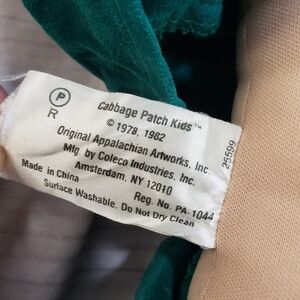 P
R
Cabbage Patch Kids™
© 1978, 1982
Original Appalachian Artworks, Inc
Mfg. by Coleco Industries, Inc.
Amsterdam, NY 12010
Made in China
Reg. No. PA-1044
Surface Washable. Do Not Dry Clean
25599